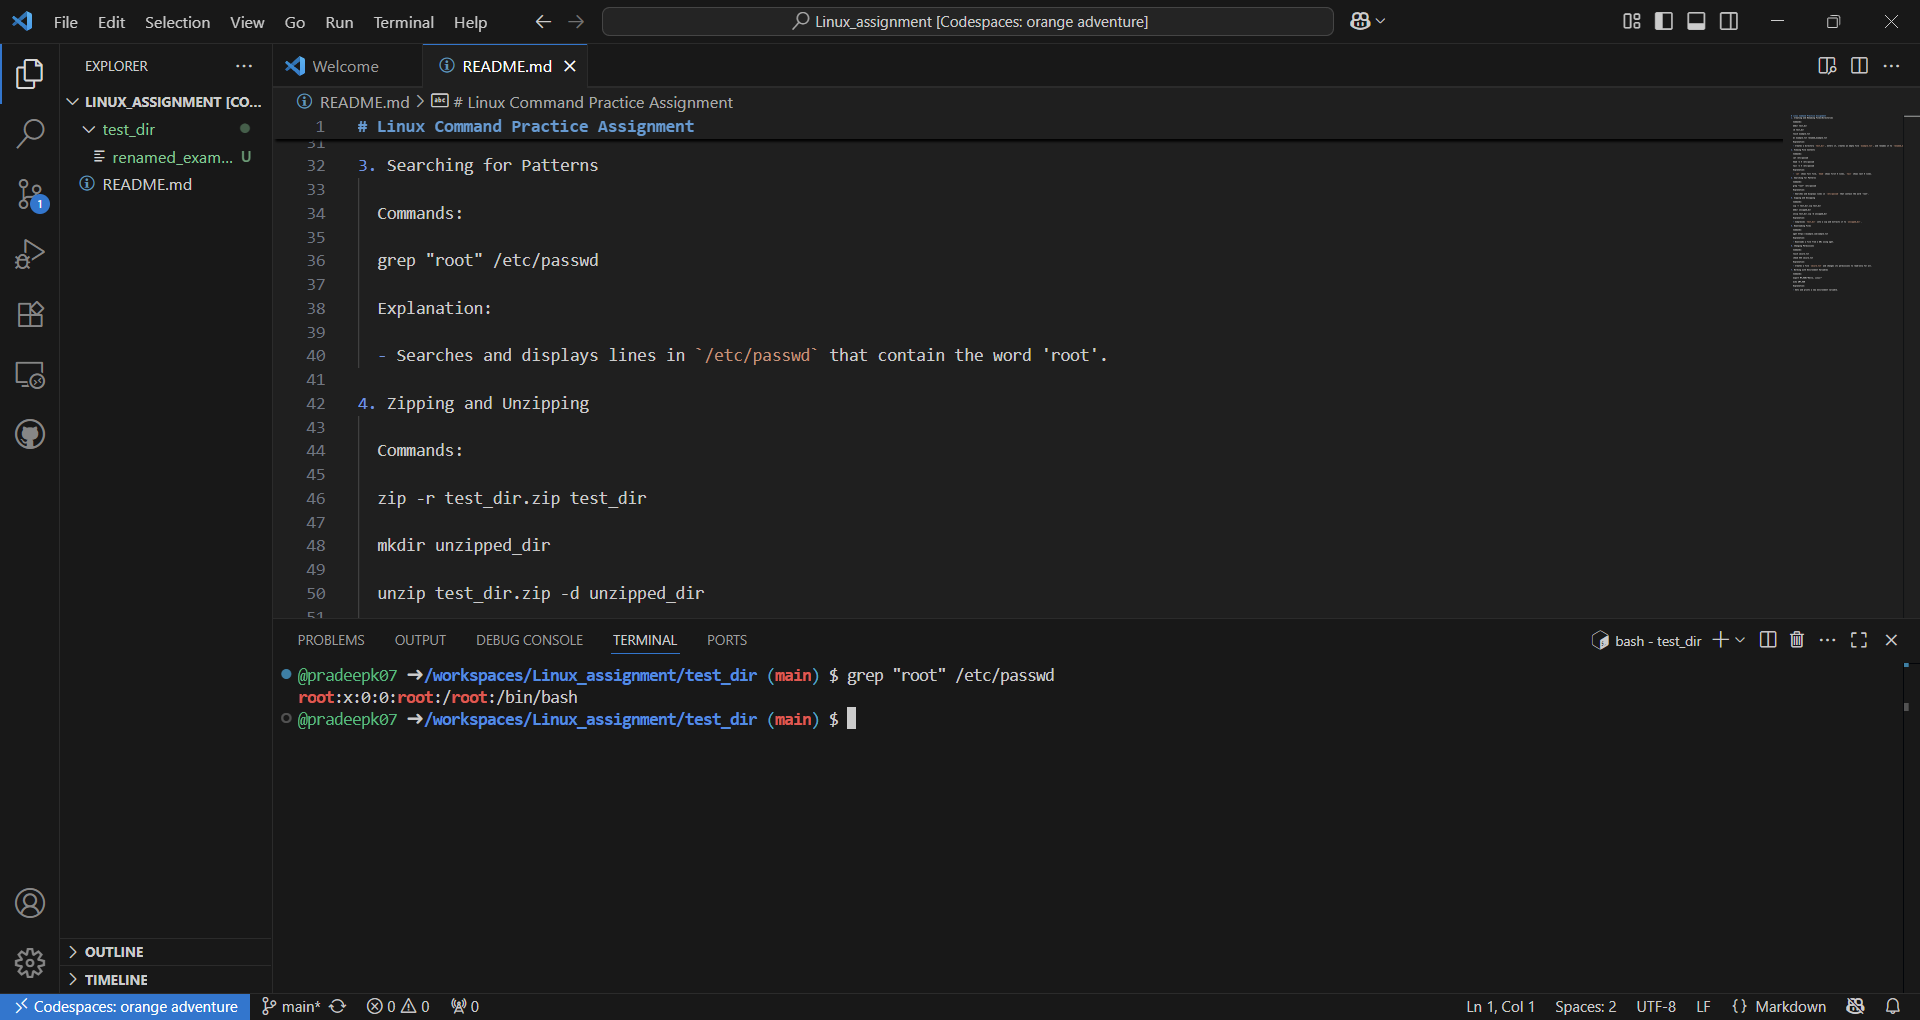 File Edit Selection View Go Run Terminal Help
Linux_assignment [Codespaces: orange adventure]
EXPLORER
LINUX_ASSIGNMENT [CO...
test_dir
renamed_exam... U
README.md
1
Welcome
README.md
README.md > # Linux Command Practice Assignment
1 # Linux Command Practice Assignment
31
32 3. Searching for Patterns
33
34 Commands:
35
36 grep "root" /etc/passwd
37
38 Explanation:
39
40 - Searches and displays lines in `/etc/passwd` that contain the word 'root'.
41
42 4. Zipping and Unzipping
43
44 Commands:
45
46 zip -r test_dir.zip test_dir
47
48 mkdir unzipped_dir
49
50 unzip test_dir.zip -d unzipped_dir
51
PROBLEMS OUTPUT DEBUG CONSOLE TERMINAL PORTS
bash - test_dir
@pradeepk07 ➜/workspaces/Linux_assignment/test_dir (main) $ grep "root" /etc/passwd
root:x:0:0:root:/root:/bin/bash
@pradeepk07 ➜/workspaces/Linux_assignment/test_dir (main) $
OUTLINE
TIMELINE
Codespaces: orange adventure main* 0 0 0
Ln 1, Col 1 Spaces: 2 UTF-8 LF {} Markdown